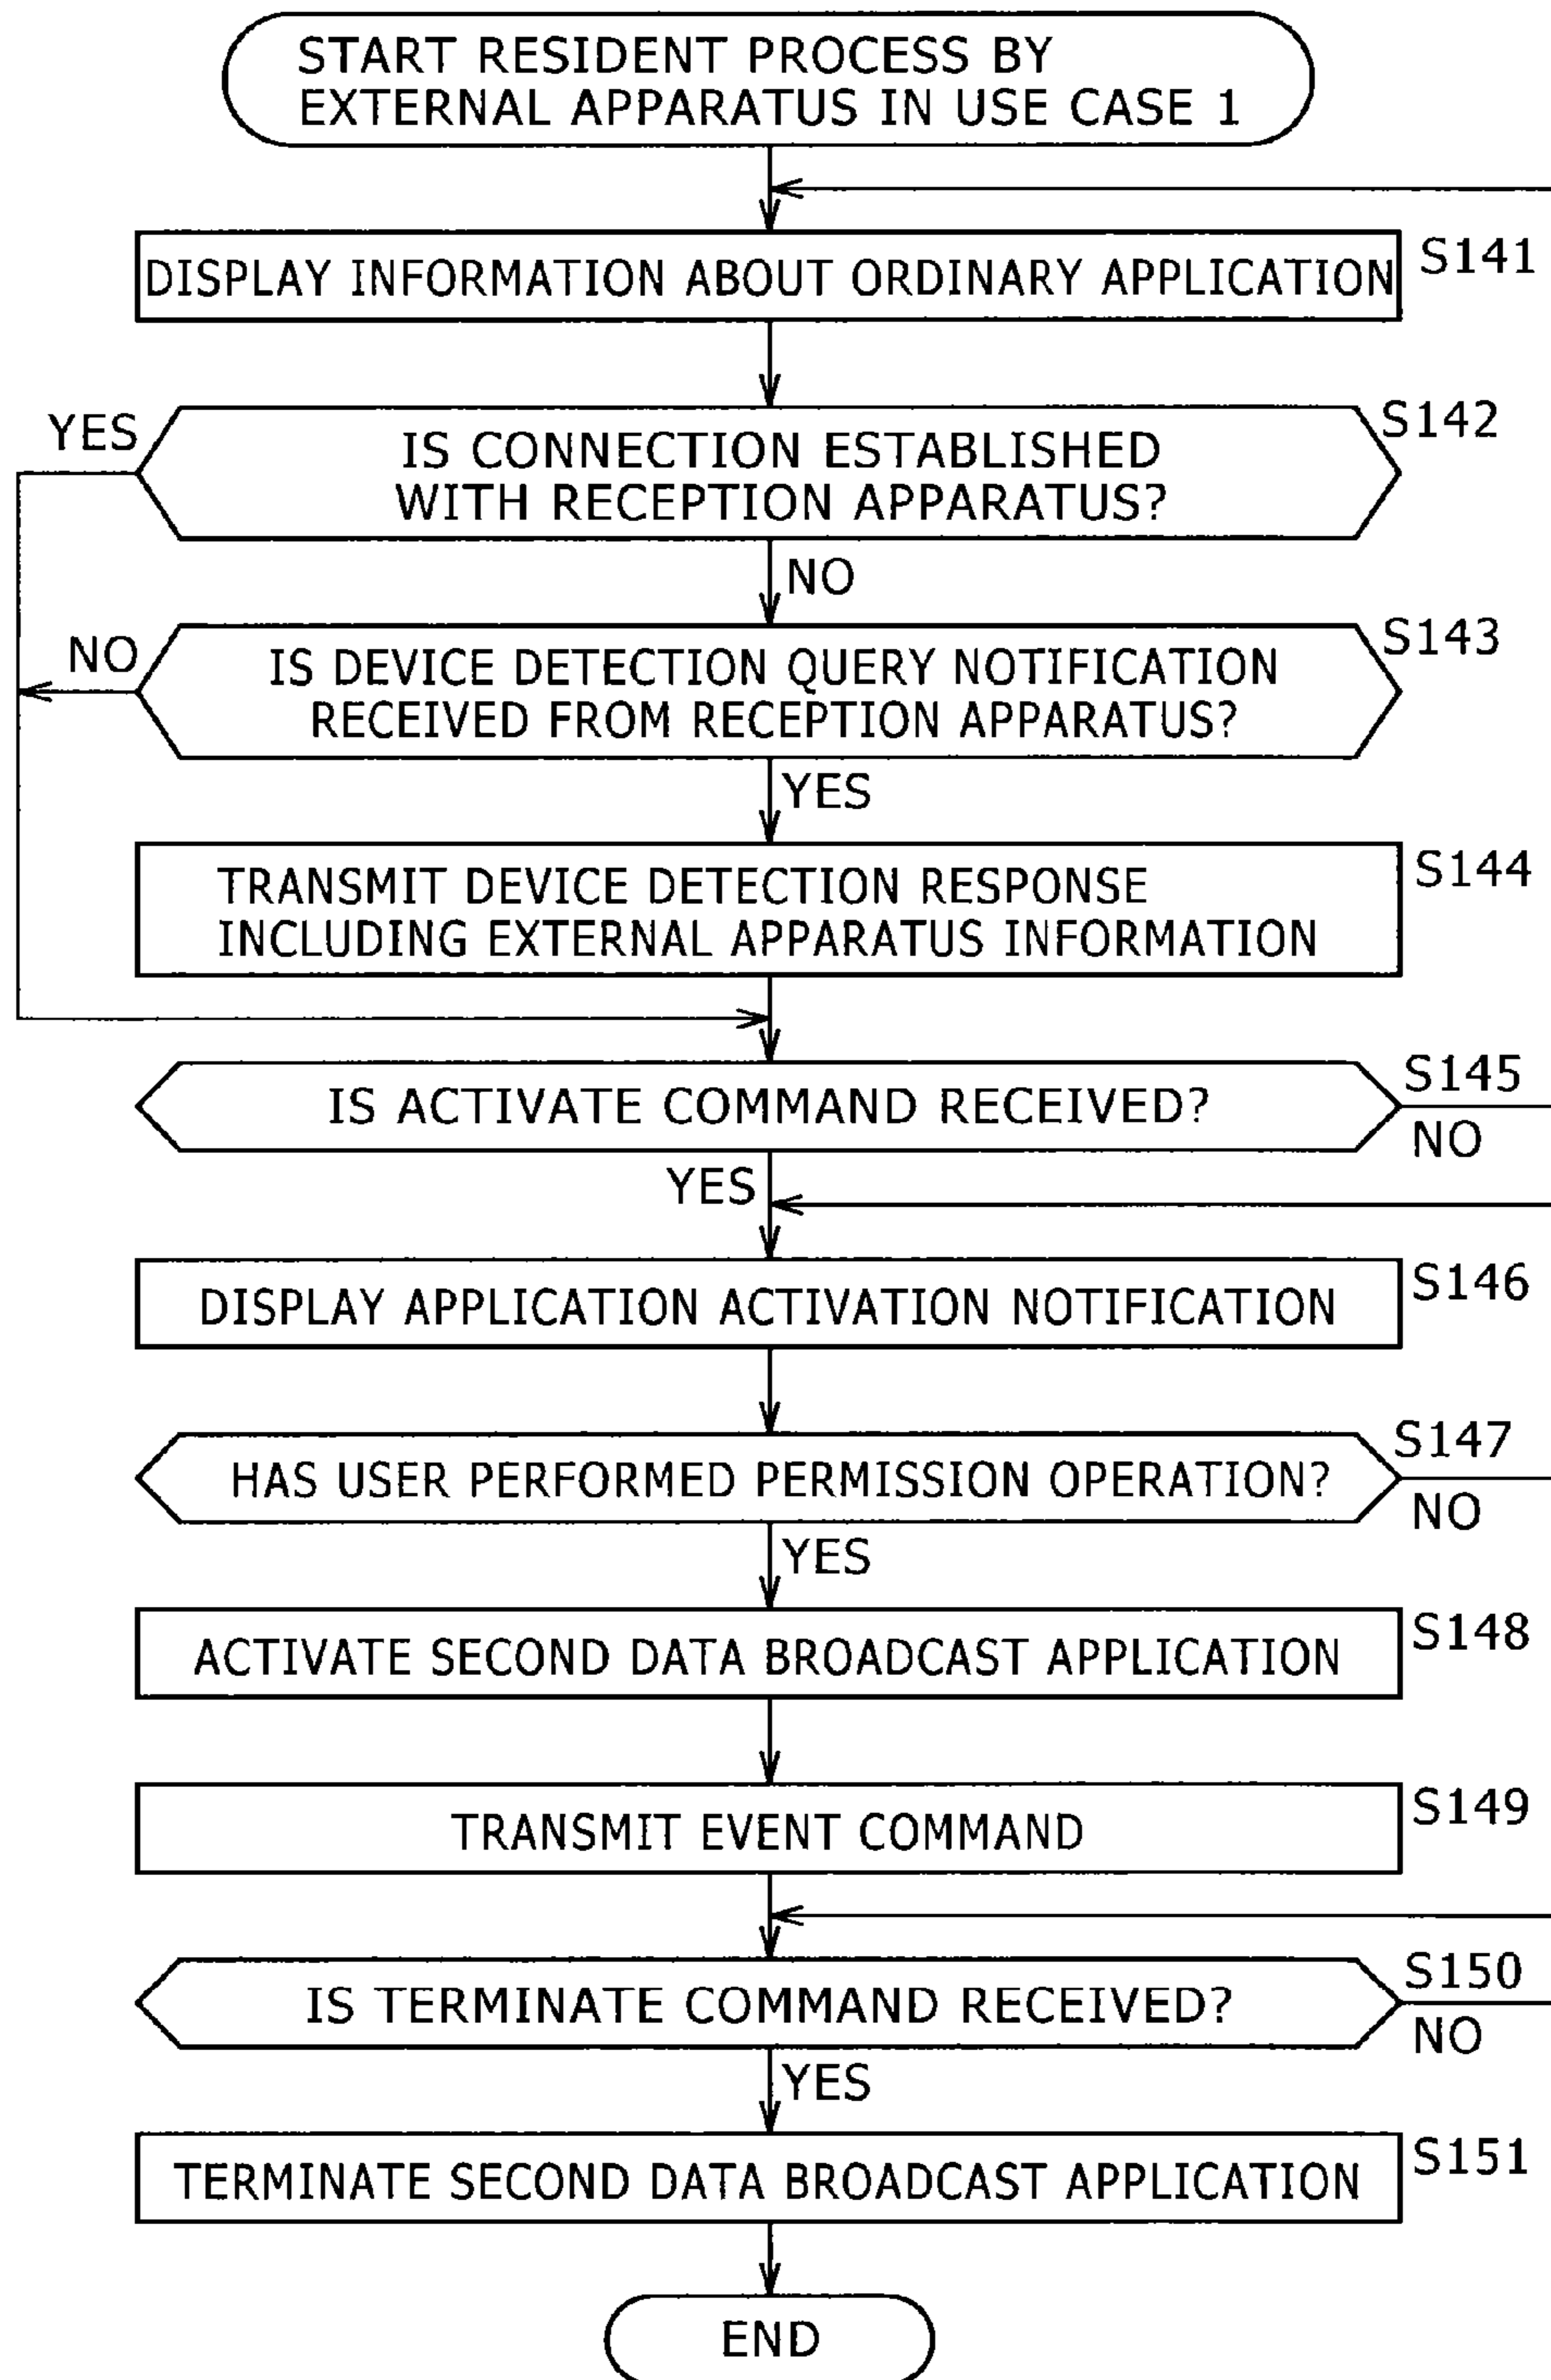 START RESIDENT PROCESS BY
EXTERNAL APPARATUS IN USE CASE 1
DISPLAY INFORMATION ABOUT ORDINARY APPLICATION
S141
YES
IS CONNECTION ESTABLISHED
WITH RECEPTION APPARATUS?
S142
NO
NO
IS DEVICE DETECTION QUERY NOTIFICATION
RECEIVED FROM RECEPTION APPARATUS?
S143
YES
TRANSMIT DEVICE DETECTION RESPONSE
INCLUDING EXTERNAL APPARATUS INFORMATION
S144
IS ACTIVATE COMMAND RECEIVED?
S145
NO
YES
DISPLAY APPLICATION ACTIVATION NOTIFICATION
S146
HAS USER PERFORMED PERMISSION OPERATION?
S147
NO
YES
ACTIVATE SECOND DATA BROADCAST APPLICATION
S148
TRANSMIT EVENT COMMAND
S149
IS TERMINATE COMMAND RECEIVED?
S150
NO
YES
TERMINATE SECOND DATA BROADCAST APPLICATION
S151
END